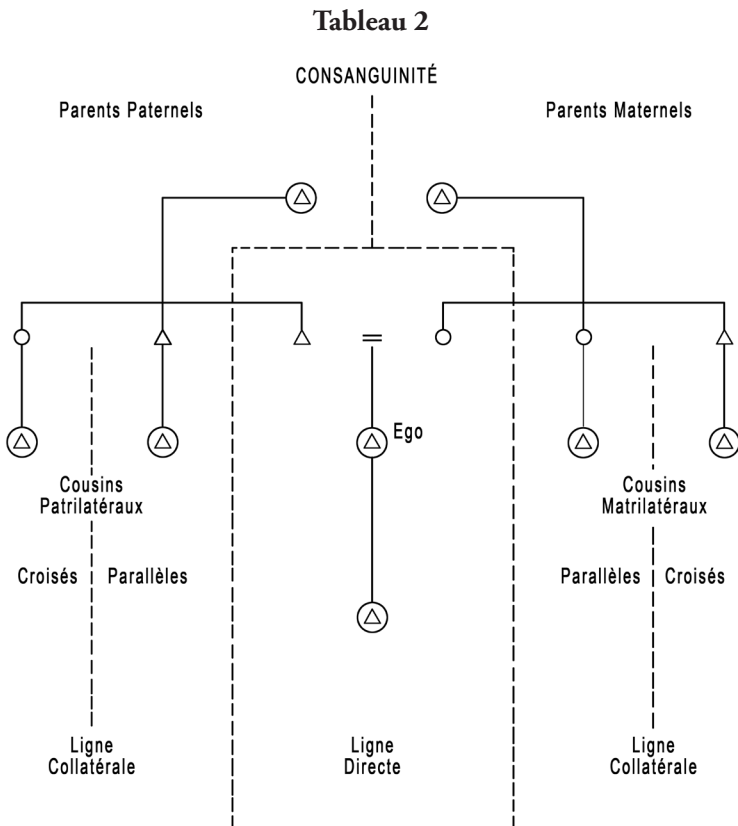 Tableau 2
CONSANGUINITÉ
Parents Paternels
Parents Maternels
Ego
Cousins
Patrilatéraux
Cousins
Matrilatéraux
Croisés
Parallèles
Parallèles
Croisés
Ligne
Collatérale
Ligne
Directe
Ligne
Collatérale